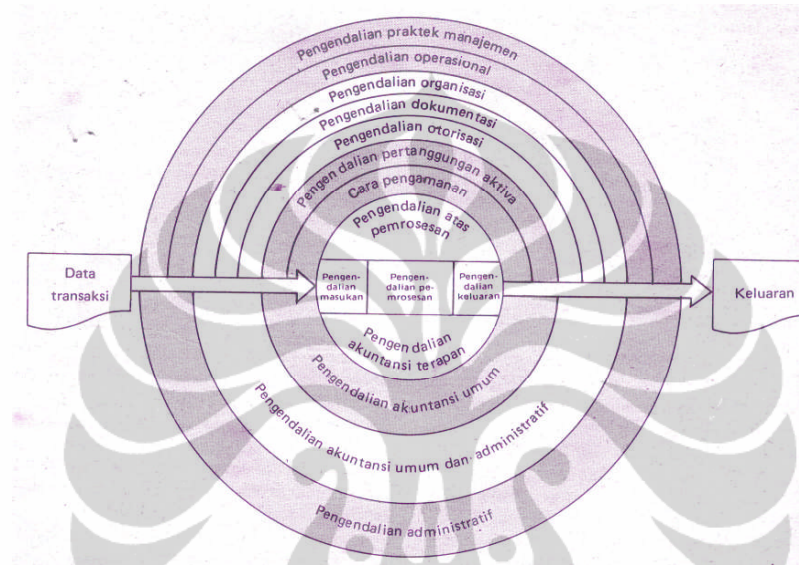 Pengendalian praktek manajemen
Pengendalian operasional
Pengendalian organisasi
Pengendalian dokumentasi
Pengendalian otorisasi
Pengendalian pertanggungan aktiva
Cara pengamanan
Pengendalian atas
pemrosesan
Data
transaksi
Pengen-
dalian
masukan
Pengen-
dalian pe-
mrosesan
Pengen-
dalian
keluaran
Keluaran
Pengendalian
akuntansi terapan
Pengendalian akuntansi umum
Pengendalian akuntansi umum dan administratif
Pengendalian administratif